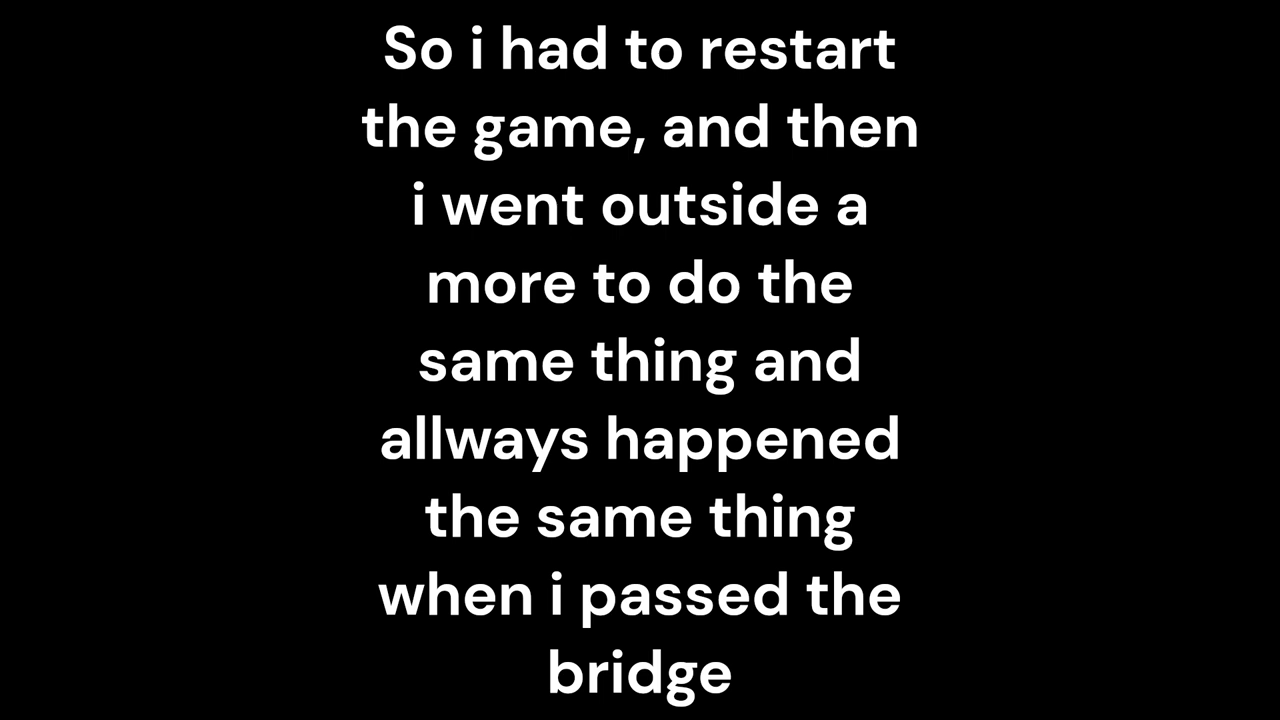 So i had to restart
the game, and then
i went outside a
more to do the
same thing and
allways happened
the same thing
when i passed the
bridge